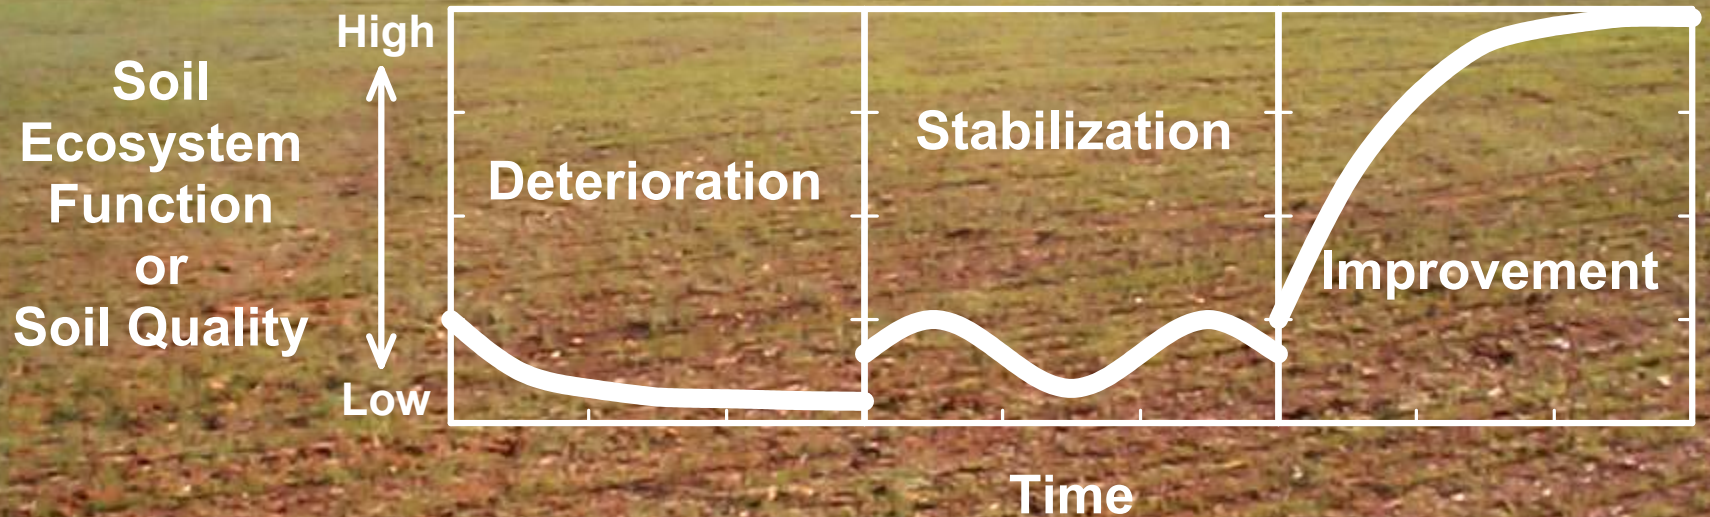 Soil
Ecosystem
Function
or
Soil Quality
High
Low
Deterioration
Stabilization
Improvement
Time